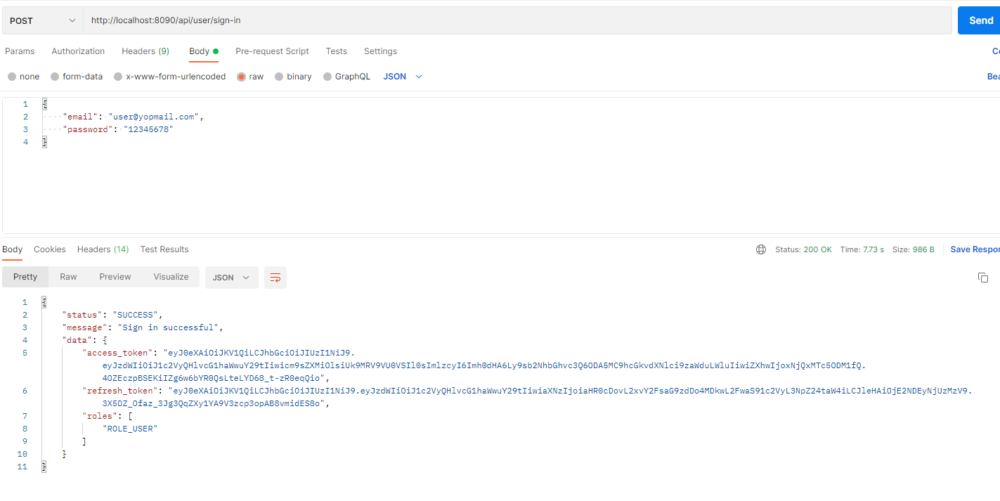 POST http://localhost:8090/api/user/sign-in Send
Params Authorization Headers (9) Body Pre-request Script Tests Settings
none form-data x-www-form-urlencoded raw binary GraphQL JSON
1 {
2 "email": "user@yopmail.com",
3 "password": "12345678"
4 }
Body Cookies Headers (14) Test Results Status: 200 OK Time: 7.73 s Size: 986 B
Pretty Raw Preview Visualize JSON
1 {
2 "status": "SUCCESS",
3 "message": "Sign in successful",
4 "data": {
5 "access_token": "eyJ0eXAiOiJKV1QiLCJhbGciOiJIUzI1NiJ9.
eyJzdWIiOiJ1c2VyQHlvcG1haWwuY29tIiwicm9sZXMiOlsiUk9MRV9VU0VSIl0sImlzcyI6Imh0dHA6Ly9sb2NhbGhvc3Q6ODA5MC9hcGkvdXNlci9zaWduLWluIiwiZXhwIjoxNjQxMTc5ODM1fQ.
4OZEczpBSEKiIZg6w6bYR0QsLteLYD68_t-zR0eqQio",
6 "refresh_token": "eyJ0eXAiOiJKV1QiLCJhbGciOiJIUzI1NiJ9.eyJzdWIiOiJ1c2VyQHlvcG1haWwuY29tIiwiaXNzIjoiaHR0cDovL2xvY2FsaG9zdDo4MDkwL2FwaS91c2VyL3NpZ24taW4iLCJleHAiOjE2NDEyNjUzMzV9.
3X5DZ_Ofaz_3Jg3QqZXy1YA9V3zcp3opAB8vmidES8o",
7 "roles": [
8 "ROLE_USER"
9 ]
10 }
11 }